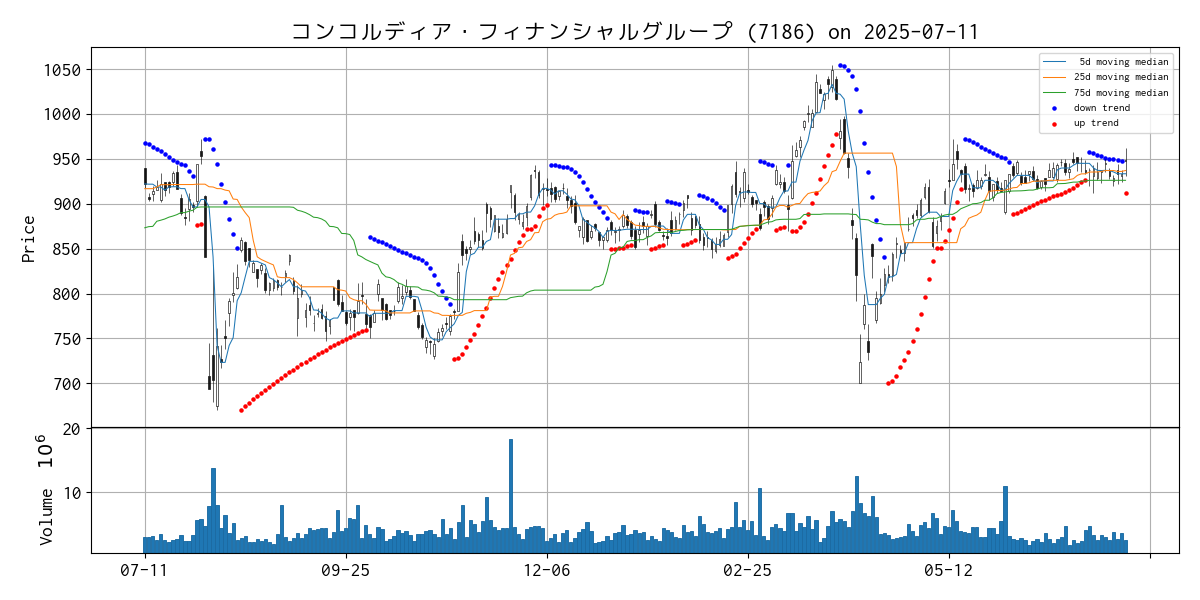 コンコルディア・フィナンシャルグループ (7186) on 2025-07-11
5d moving median
25d moving median
75d moving median
down trend
up trend
Price
1050
1000
950
900
850
800
750
700
Volume 10^6
20
10
07-11
09-25
12-06
02-25
05-12